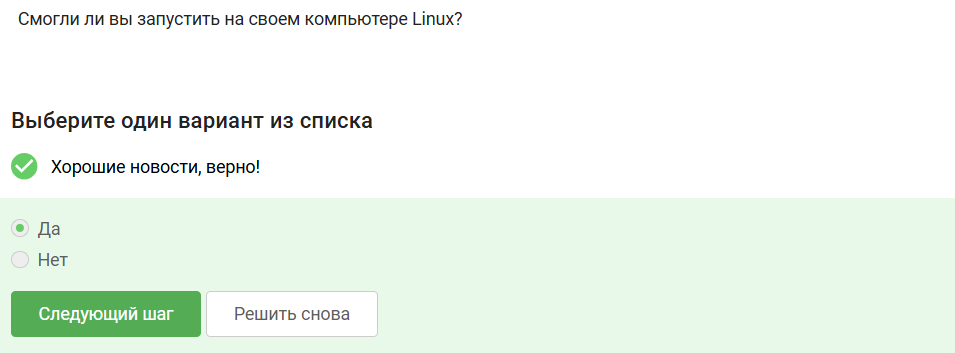 Смогли ли вы запустить на своем компьютере Linux?
Выберите один вариант из списка
Хорошие новости, верно!
Да
Нет
Следующий шаг
Решить снова